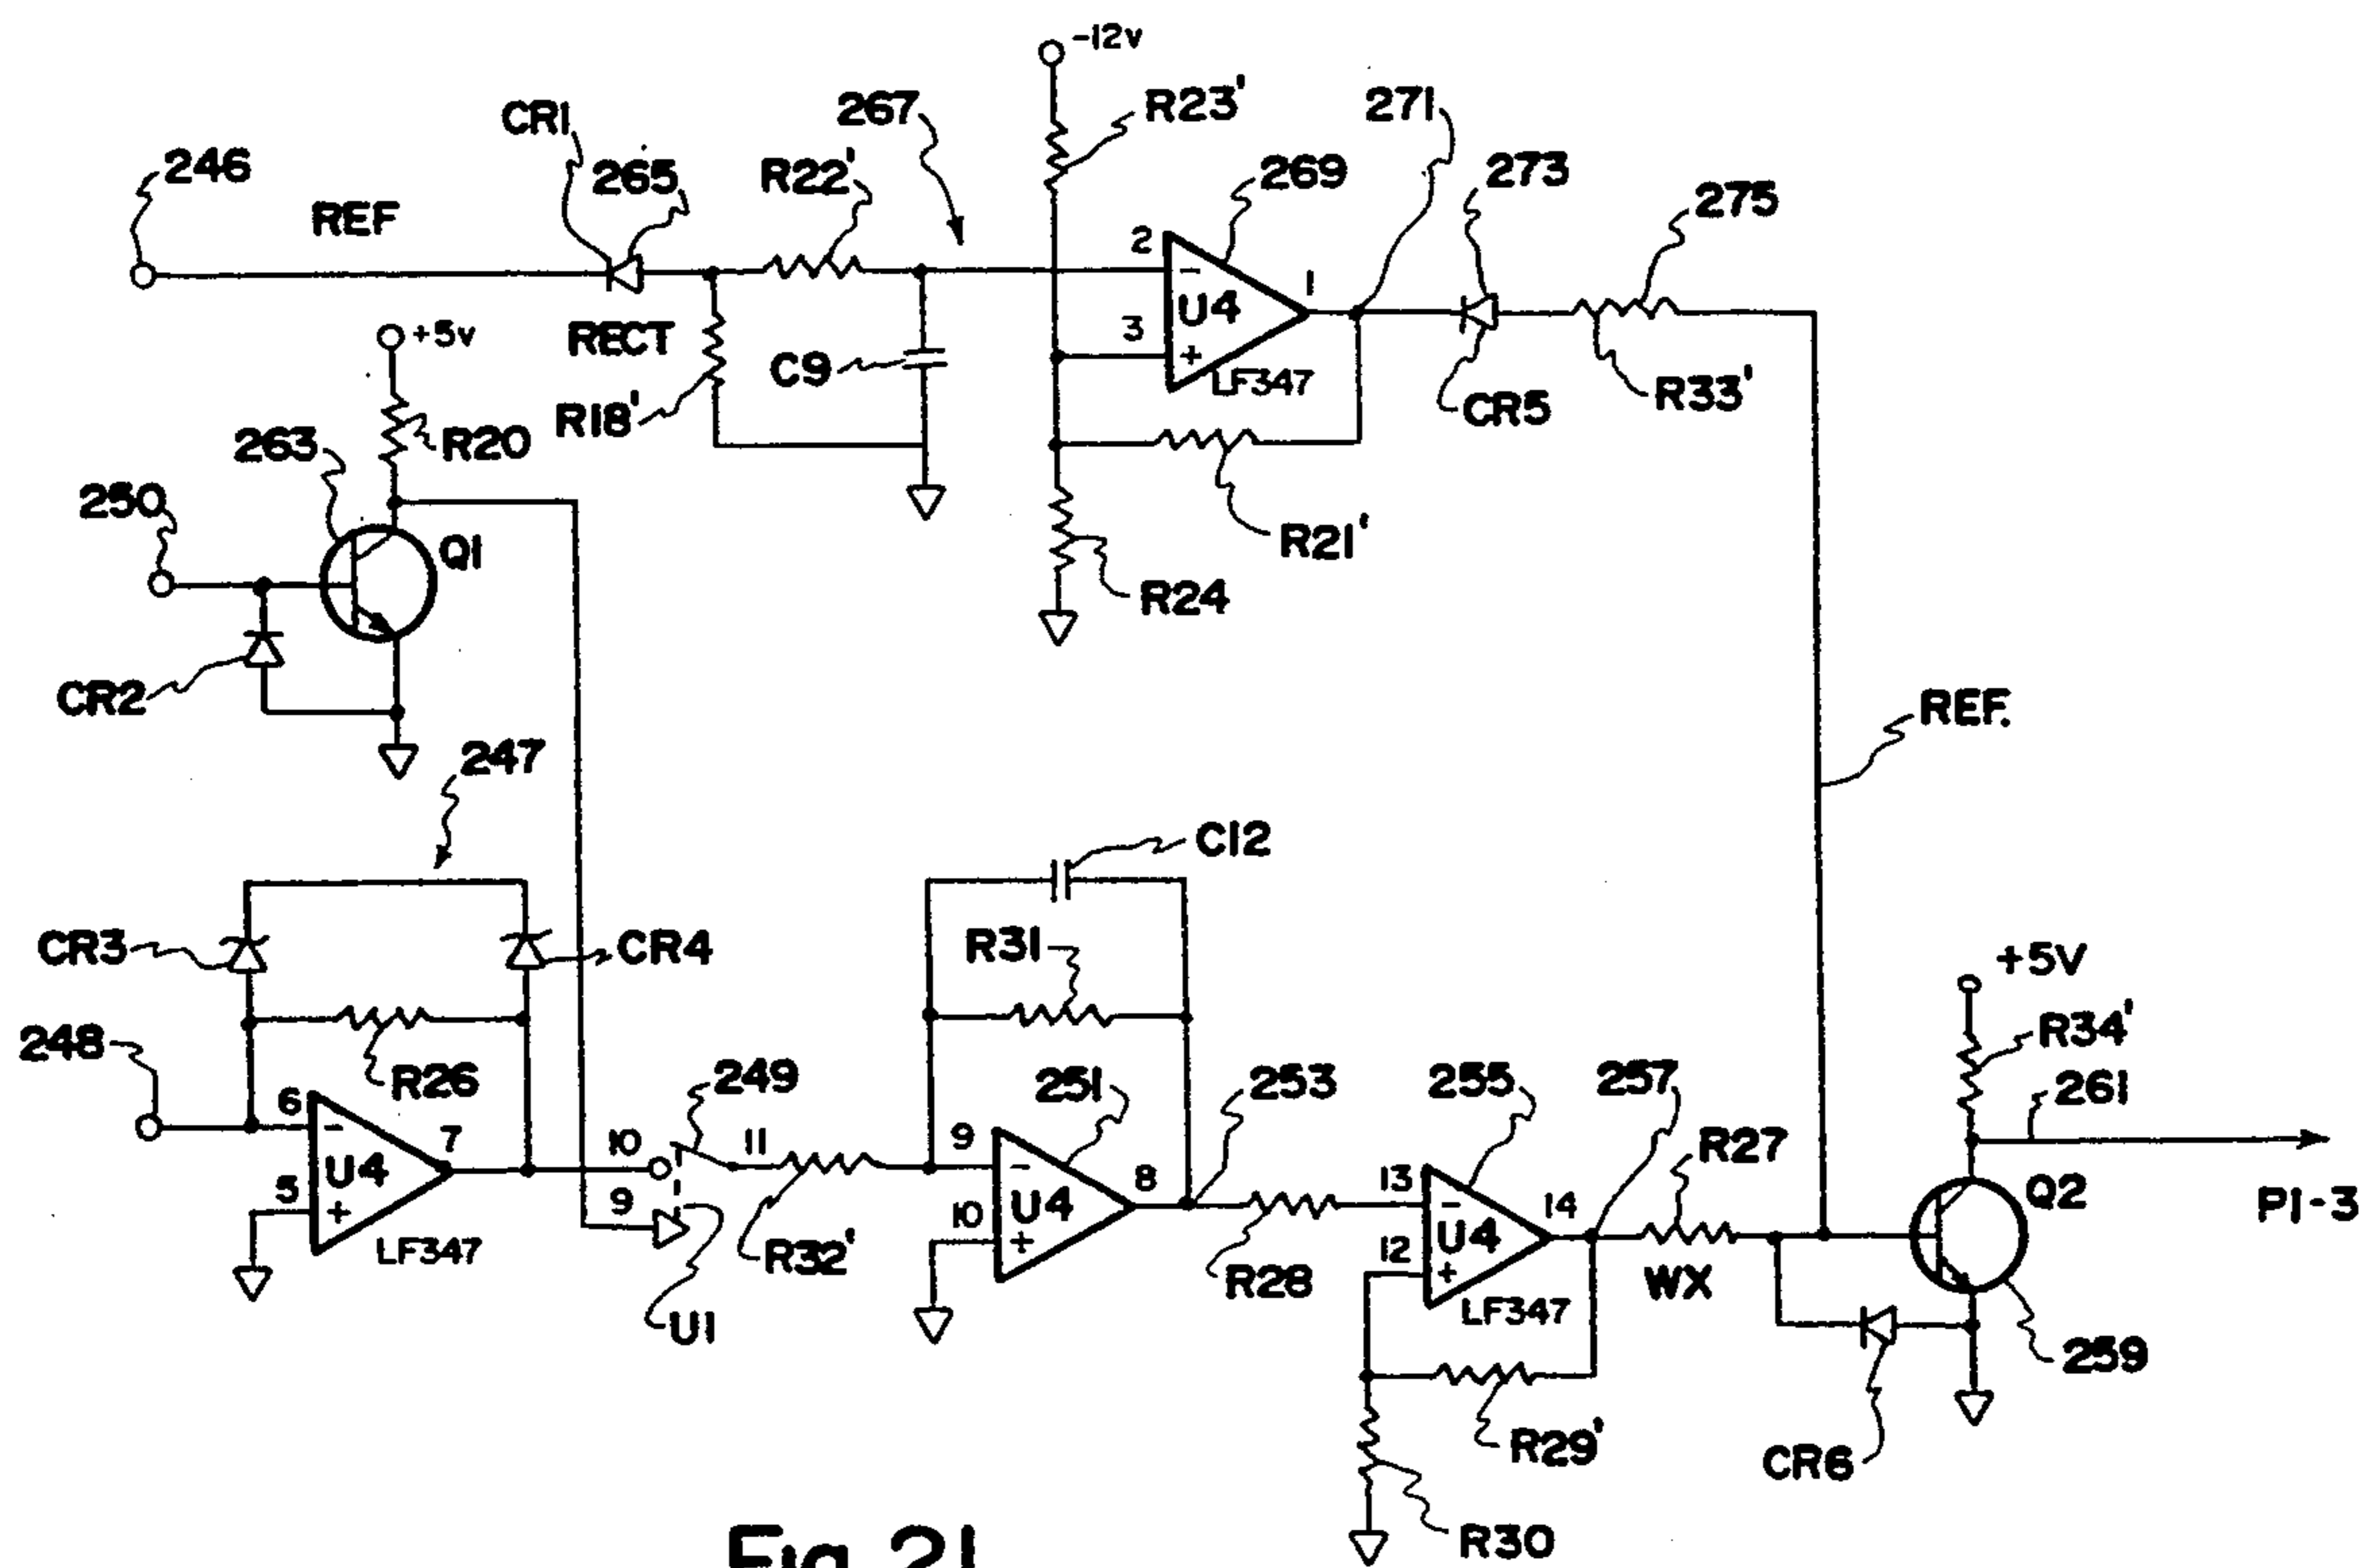 -12v
CR1
267
R23'
271
246
265
R22'
269
273
275
REF
2
-
U4
1
3
+
LF347
+5v
RECT
C9
R18'
CR5
R33'
263
R20
250
Q1
R21'
R24
CR2
REF.
247
C12
CR3
CR4
R31
+5V
R34'
248
R26
249
251
253
255
257
261
6
-
U4
7
5
+
LF347
10
11
9
R32'
U1
9
-
U4
8
10
+
R28
13
-
U4
14
12
+
LF347
R27
WX
Q2
P1-3
259
R29'
CR6
R30
Fig. 21